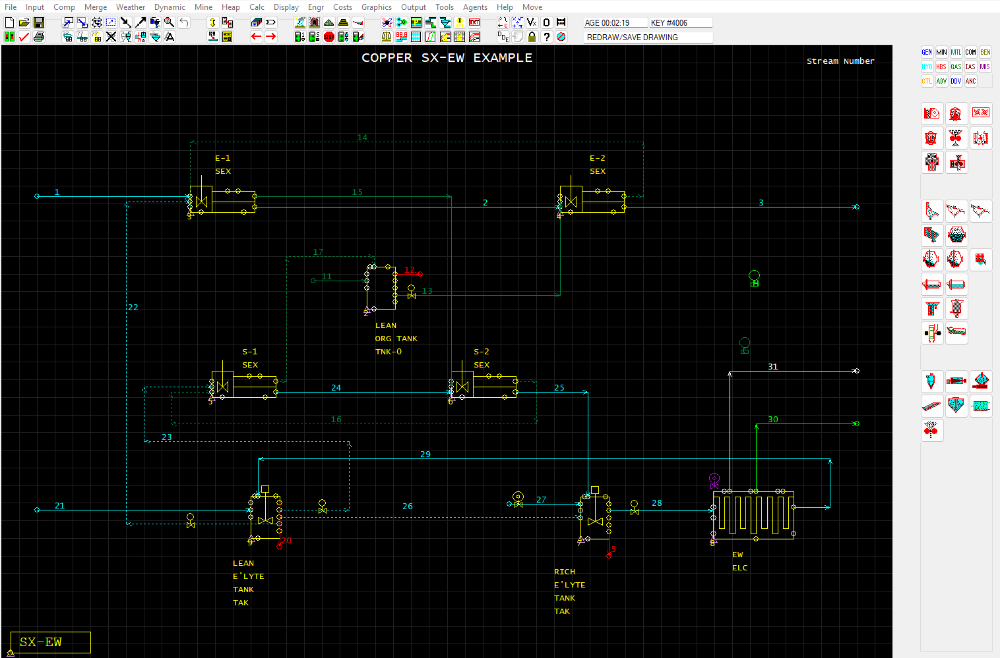 File Input Comp Merge Weather Dynamic Mine Heap Calc Display Engr Costs Graphics Output Tools Agents Help Move
AGE 00:02:19 KEY #4006
REDRAW/SAVE DRAWING
COPPER SX-EW EXAMPLE
Stream Number
GEN MIN MTL COM BEN
HYD HBS GAS IAS MIS
CTL ADV DDV ANC
14
E-1
SEX
E-2
SEX
1
15
2
3
3
4
17
11
12
13
2
LEAN
ORG TANK
TNK-O
22
S-1
SEX
S-2
SEX
31
24
25
5
6
16
30
23
29
21
26
27
28
20
9
7
5
8
LEAN
E'LYTE
TANK
TAK
RICH
E'LYTE
TANK
TAK
EW
ELC
SX-EW